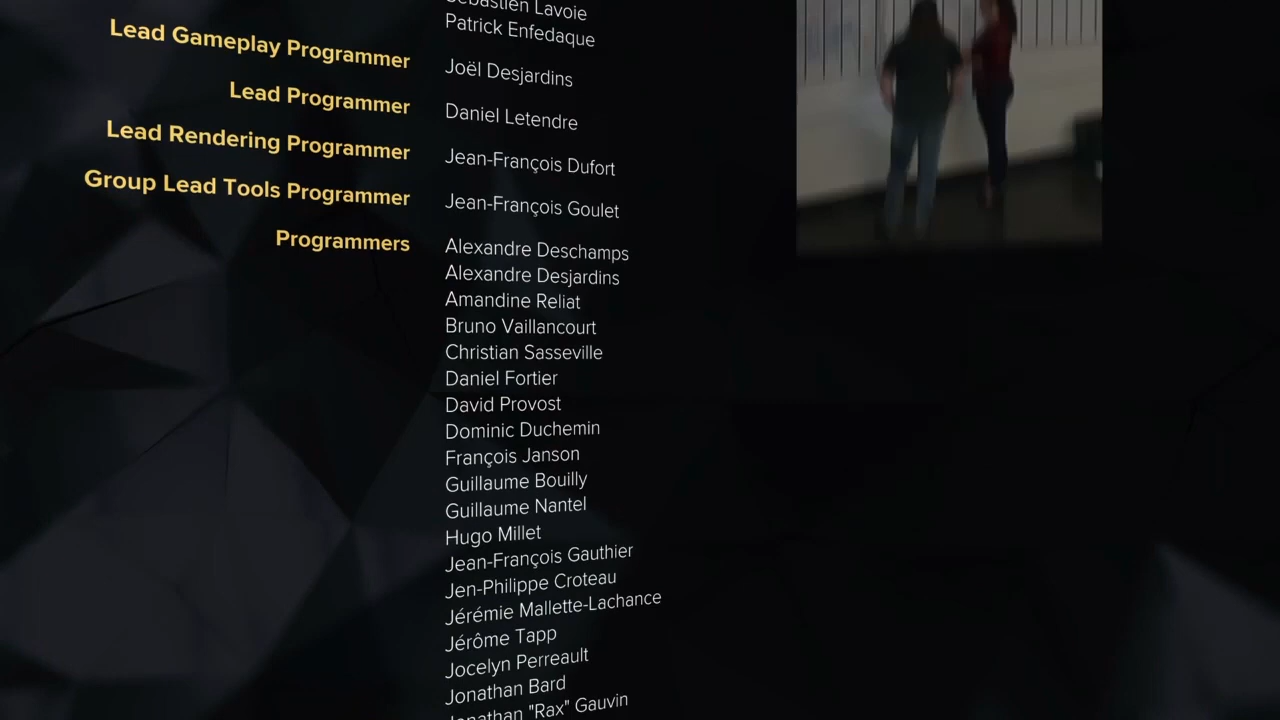 Sébastien Lavoie
Patrick Enfedaque
Lead Gameplay Programmer Joël Desjardins
Lead Programmer Daniel Letendre
Lead Rendering Programmer Jean-François Dufort
Group Lead Tools Programmer Jean-François Goulet
Programmers Alexandre Deschamps
Alexandre Desjardins
Amandine Reliat
Bruno Vaillancourt
Christian Sasseville
Daniel Fortier
David Provost
Dominic Duchemin
François Janson
Guillaume Bouilly
Guillaume Nantel
Hugo Millet
Jean-François Gauthier
Jen-Philippe Croteau
Jérémie Mallette-Lachance
Jérôme Tapp
Jocelyn Perreault
Jonathan Bard
Jonathan "Rax" Gauvin